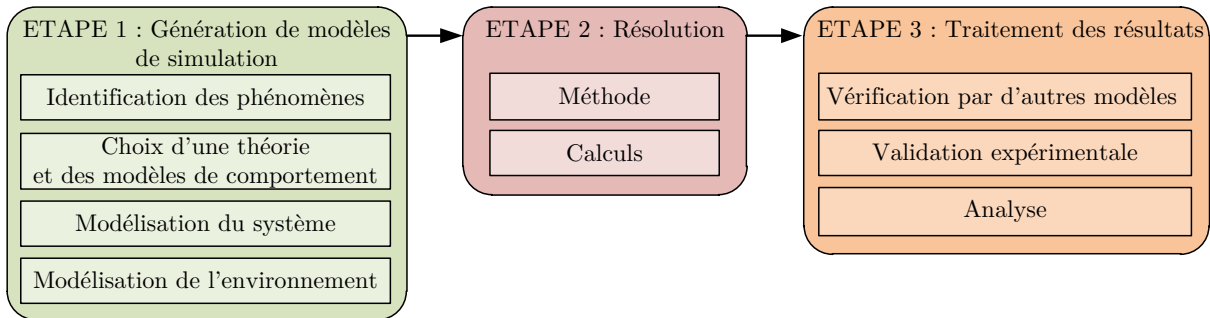 ETAPE 1 : Génération de modèles
de simulation
Identification des phénomènes
Choix d'une théorie
et des modèles de comportement
Modélisation du système
Modélisation de l'environnement
ETAPE 2 : Résolution
Méthode
Calculs
ETAPE 3 : Traitement des résultats
Vérification par d'autres modèles
Validation expérimentale
Analyse